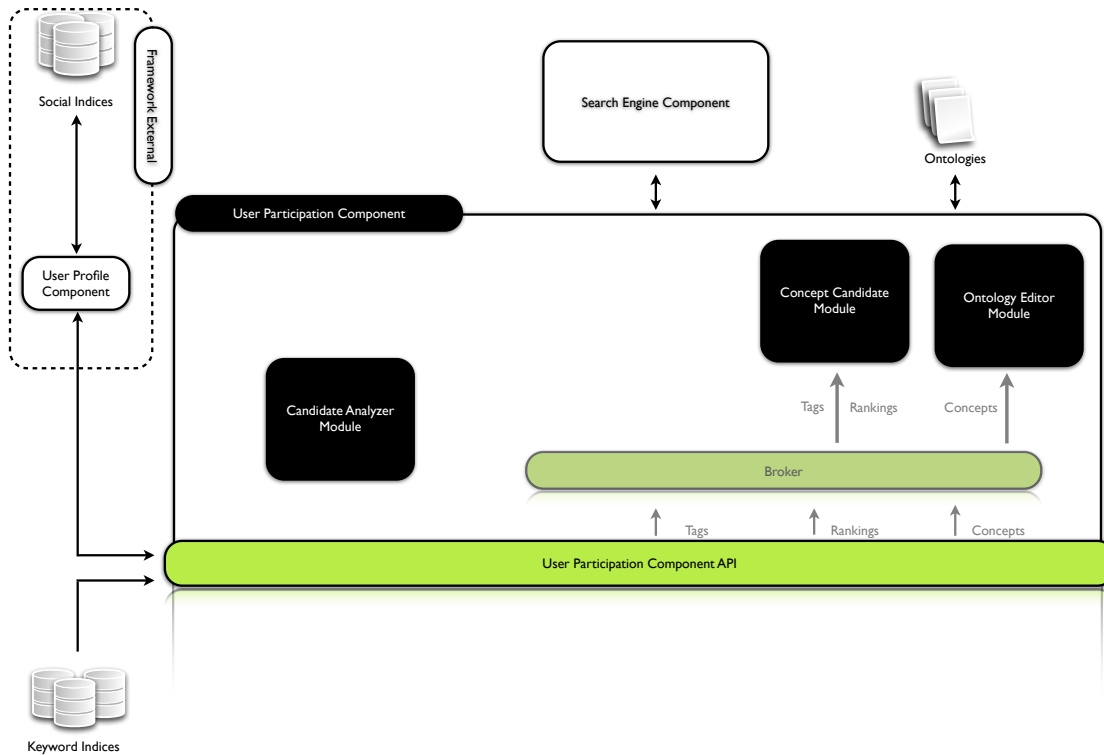 Social Indices
Framework External
User Profile
Component
Search Engine Component
Ontologies
User Participation Component
Concept Candidate
Module
Ontology Editor
Module
Candidate Analyzer
Module
Tags Rankings Concepts
Broker
Tags Rankings Concepts
User Participation Component API
Keyword Indices